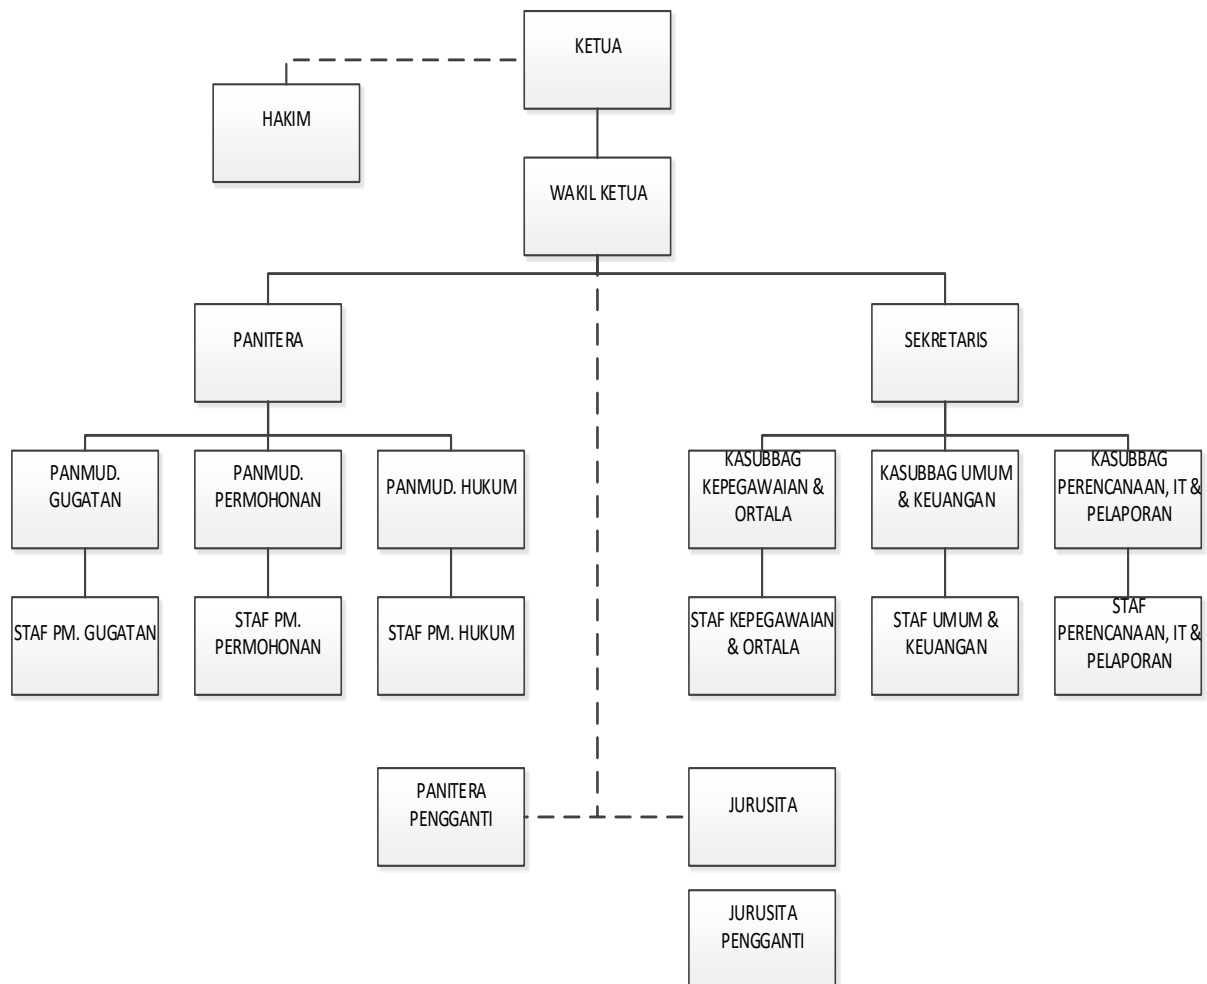 KETUA
HAKIM
WAKIL KETUA
PANITERA
SEKRETARIS
PANMUD.
GUGATAN
PANMUD.
PERMOHONAN
PANMUD. HUKUM
KASUBBAG
KEPEGAWAIAN &
ORTALA
KASUBBAG UMUM
& KEUANGAN
KASUBBAG
PERENCANAAN, IT &
PELAPORAN
STAF PM. GUGATAN
STAF PM.
PERMOHONAN
STAF PM. HUKUM
STAF KEPEGAWAIAN
& ORTALA
STAF UMUM &
KEUANGAN
STAF
PERENCANAAN, IT &
PELAPORAN
PANITERA
PENGGANTI
JURUSITA
JURUSITA
PENGGANTI